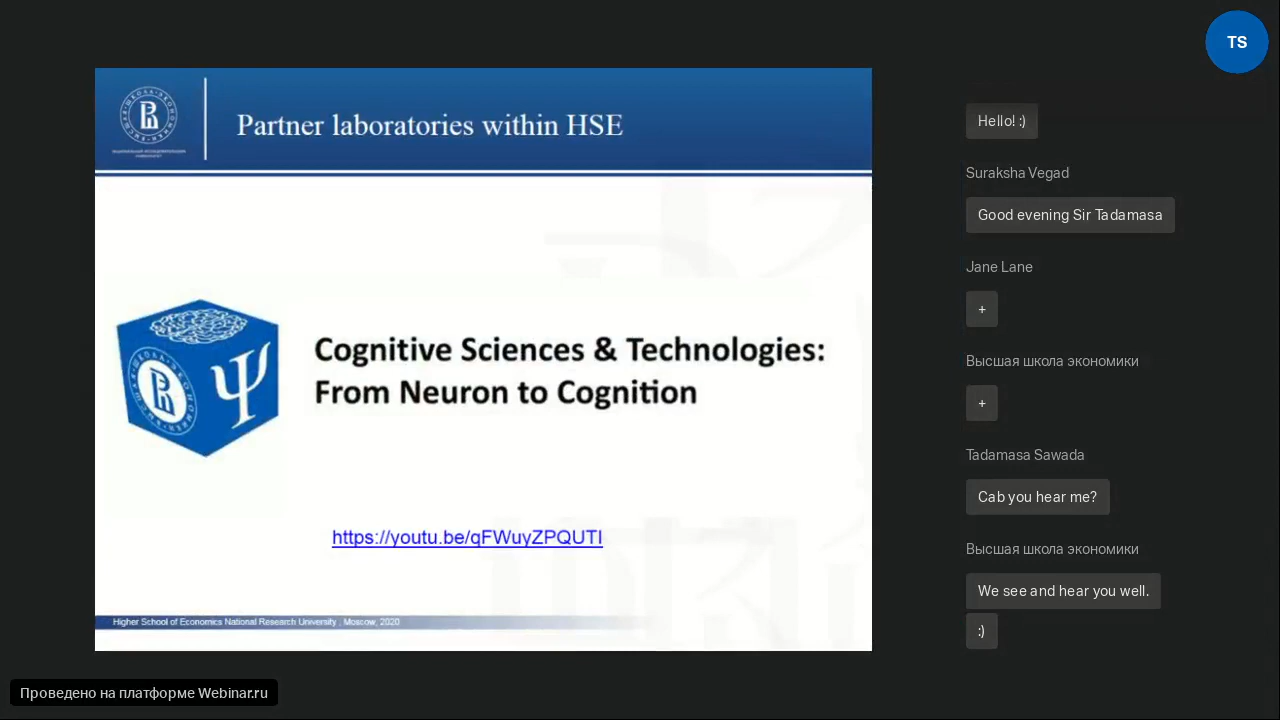 TS
Partner laboratories within HSE
Cognitive Sciences & Technologies:
From Neuron to Cognition
https://youtu.be/qFWuyZPQUTI
Higher School of Economics National Research University , Moscow, 2020
Hello! :)
Suraksha Vegad
Good evening Sir Tadamasa
Jane Lane
+
Высшая школа экономики
+
Tadamasa Sawada
Cab you hear me?
Высшая школа экономики
We see and hear you well.
:)
Проведено на платформе Webinar.ru